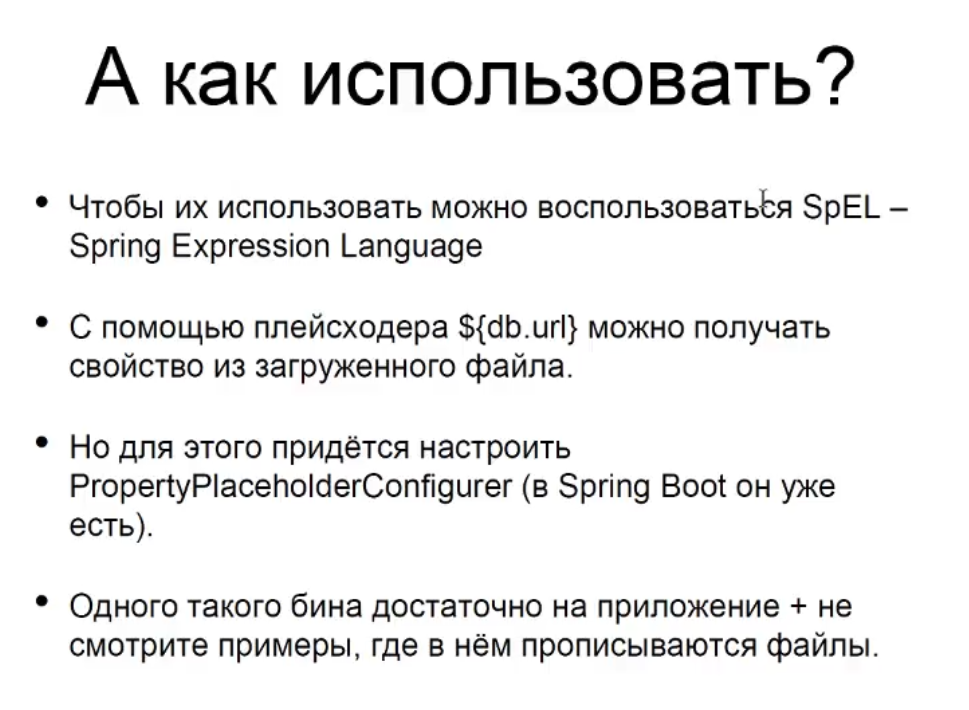 А как использовать?
• Чтобы их использовать можно воспользоваться SpEL –
Spring Expression Language
• С помощью плейсходера ${db.url} можно получать
свойство из загруженного файла.
• Но для этого придётся настроить
PropertyPlaceholderConfigurer (в Spring Boot он уже
есть).
• Одного такого бина достаточно на приложение + не
смотрите примеры, где в нём прописываются файлы.